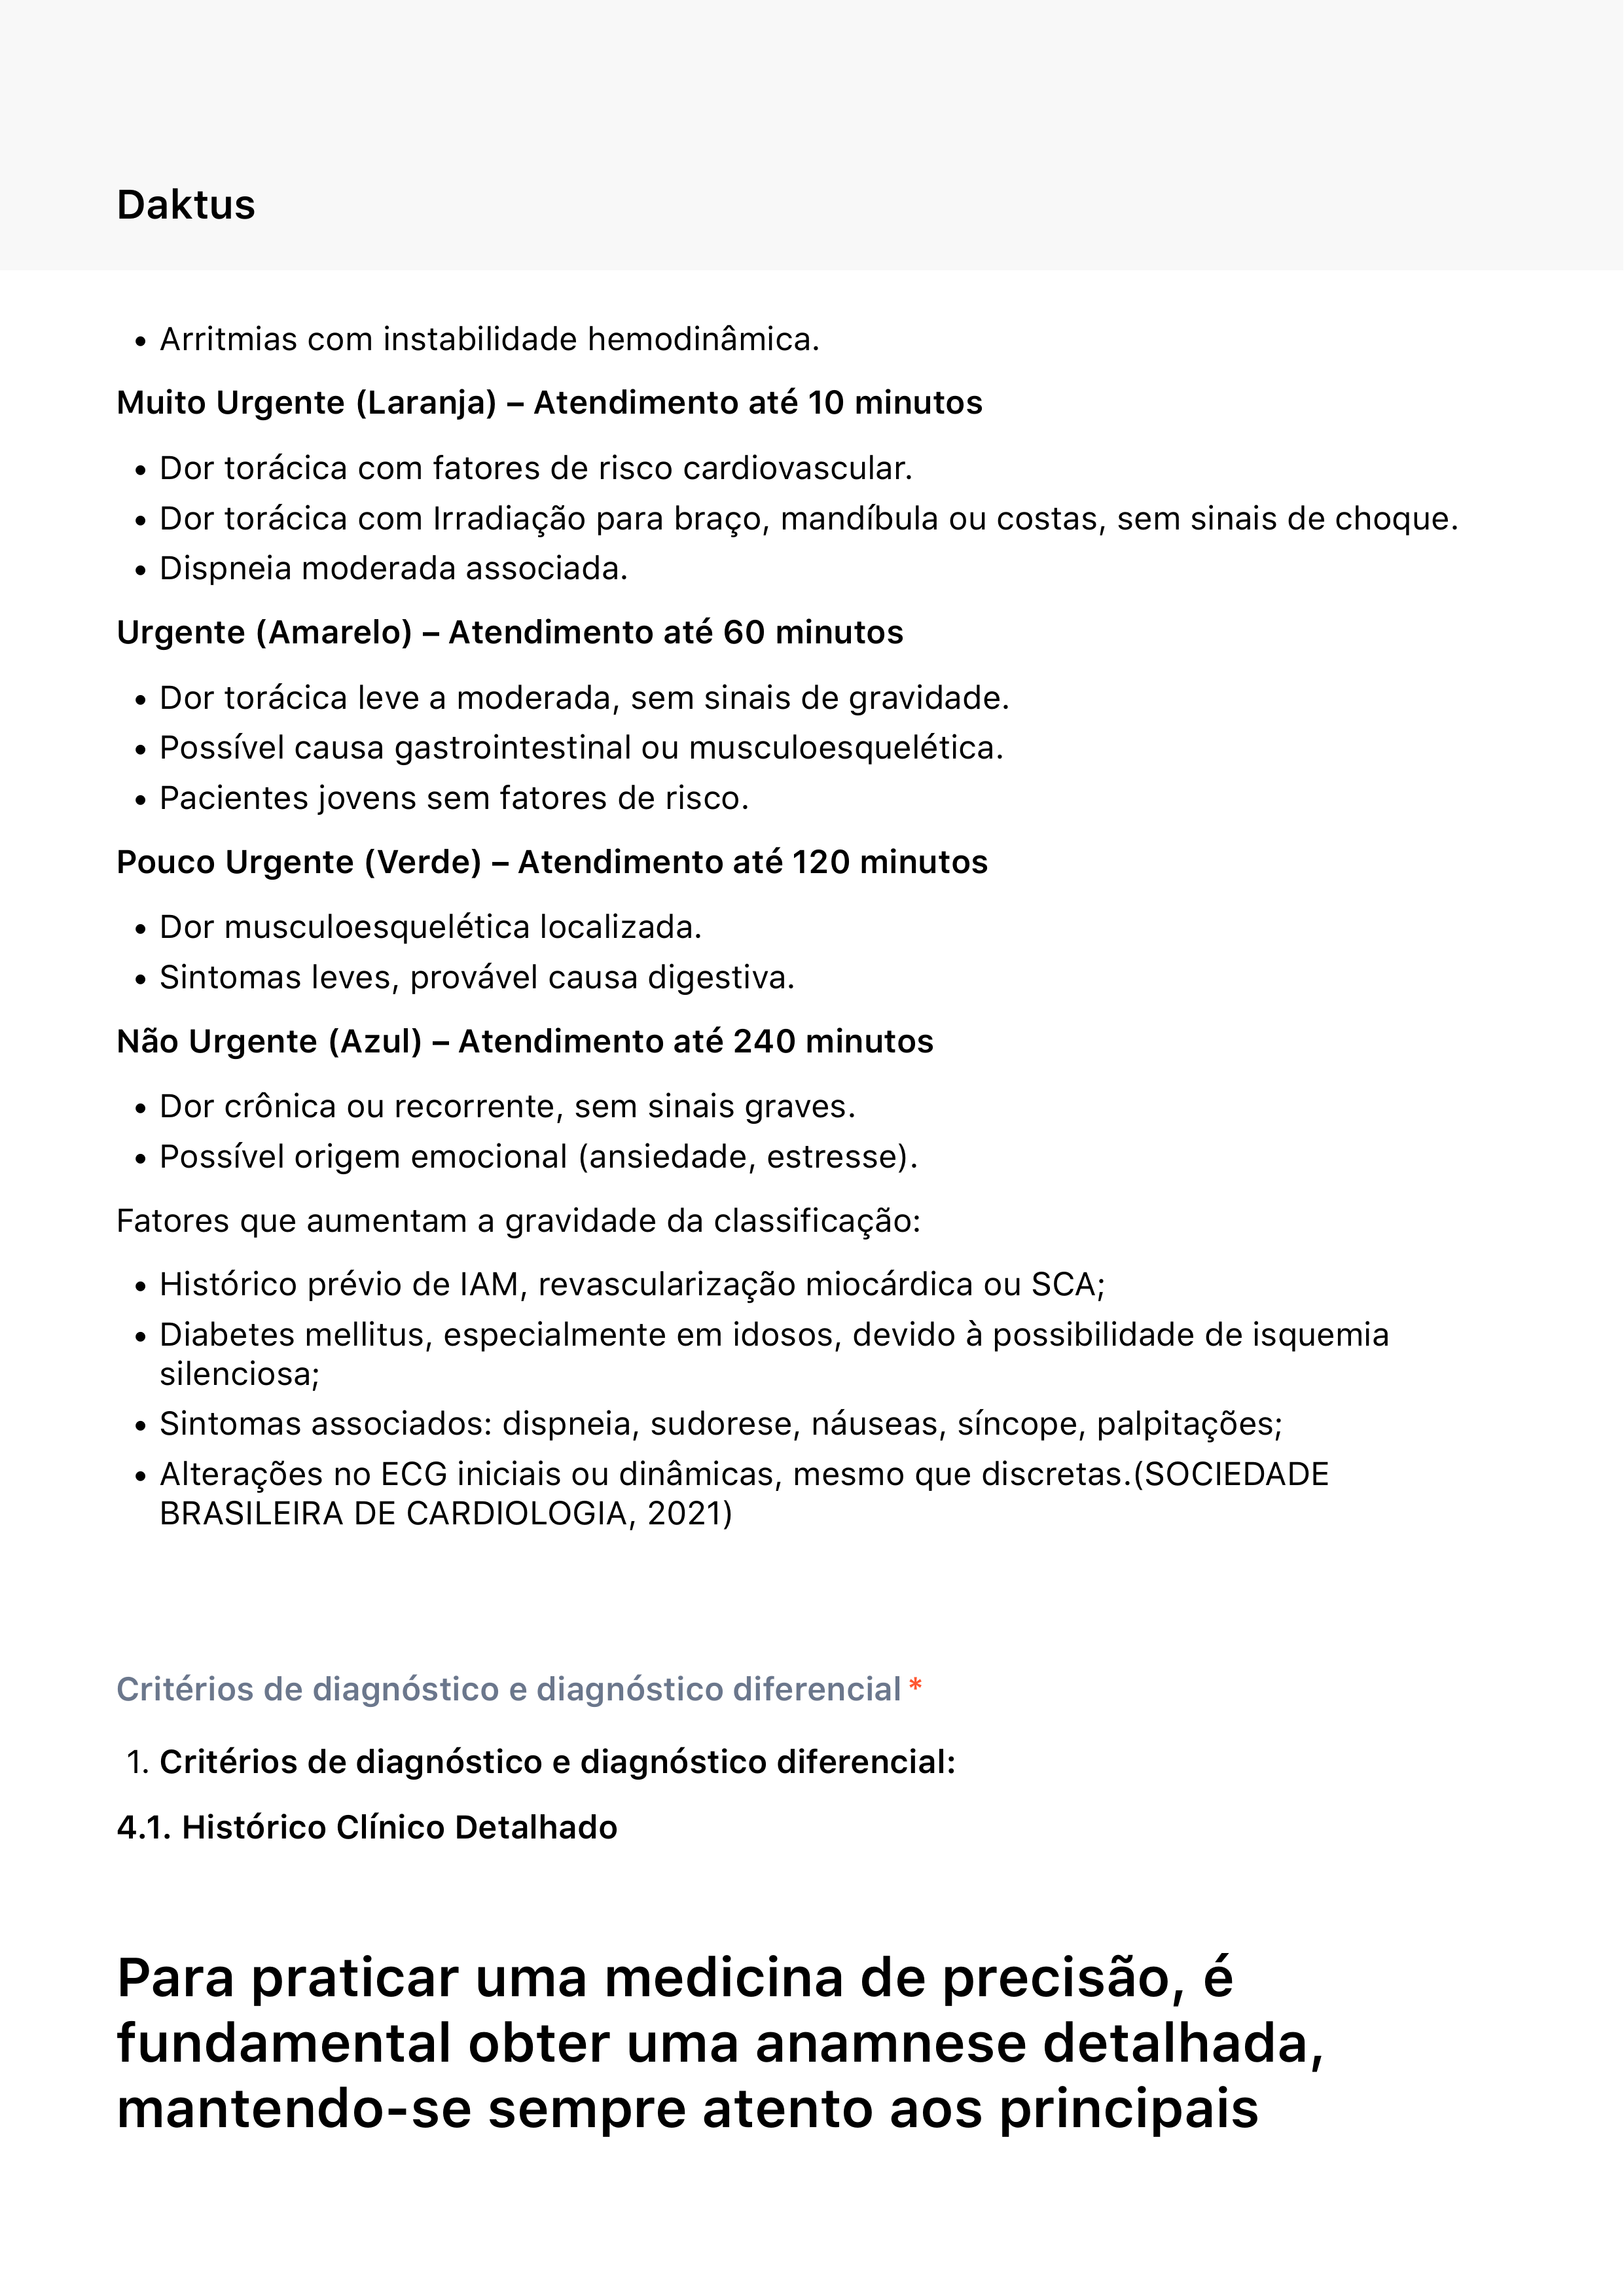 Daktus
• Arritmias com instabilidade hemodinâmica.
Muito Urgente (Laranja) – Atendimento até 10 minutos
• Dor torácica com fatores de risco cardiovascular.
• Dor torácica com Irradiação para braço, mandíbula ou costas, sem sinais de choque.
• Dispneia moderada associada.
Urgente (Amarelo) – Atendimento até 60 minutos
• Dor torácica leve a moderada, sem sinais de gravidade.
• Possível causa gastrointestinal ou musculoesquelética.
• Pacientes jovens sem fatores de risco.
Pouco Urgente (Verde) – Atendimento até 120 minutos
• Dor musculoesquelética localizada.
• Sintomas leves, provável causa digestiva.
Não Urgente (Azul) – Atendimento até 240 minutos
• Dor crônica ou recorrente, sem sinais graves.
• Possível origem emocional (ansiedade, estresse).
Fatores que aumentam a gravidade da classificação:
• Histórico prévio de IAM, revascularização miocárdica ou SCA;
• Diabetes mellitus, especialmente em idosos, devido à possibilidade de isquemia
silenciosa;
• Sintomas associados: dispneia, sudorese, náuseas, síncope, palpitações;
• Alterações no ECG iniciais ou dinâmicas, mesmo que discretas.(SOCIEDADE
BRASILEIRA DE CARDIOLOGIA, 2021)
Critérios de diagnóstico e diagnóstico diferencial *
1. Critérios de diagnóstico e diagnóstico diferencial:
4.1. Histórico Clínico Detalhado
Para praticar uma medicina de precisão, é
fundamental obter uma anamnese detalhada,
mantendo-se sempre atento aos principais